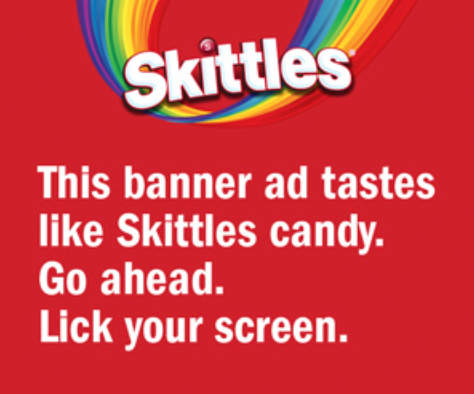 Skittles
This banner ad tastes
like Skittles candy.
Go ahead.
Lick your screen.